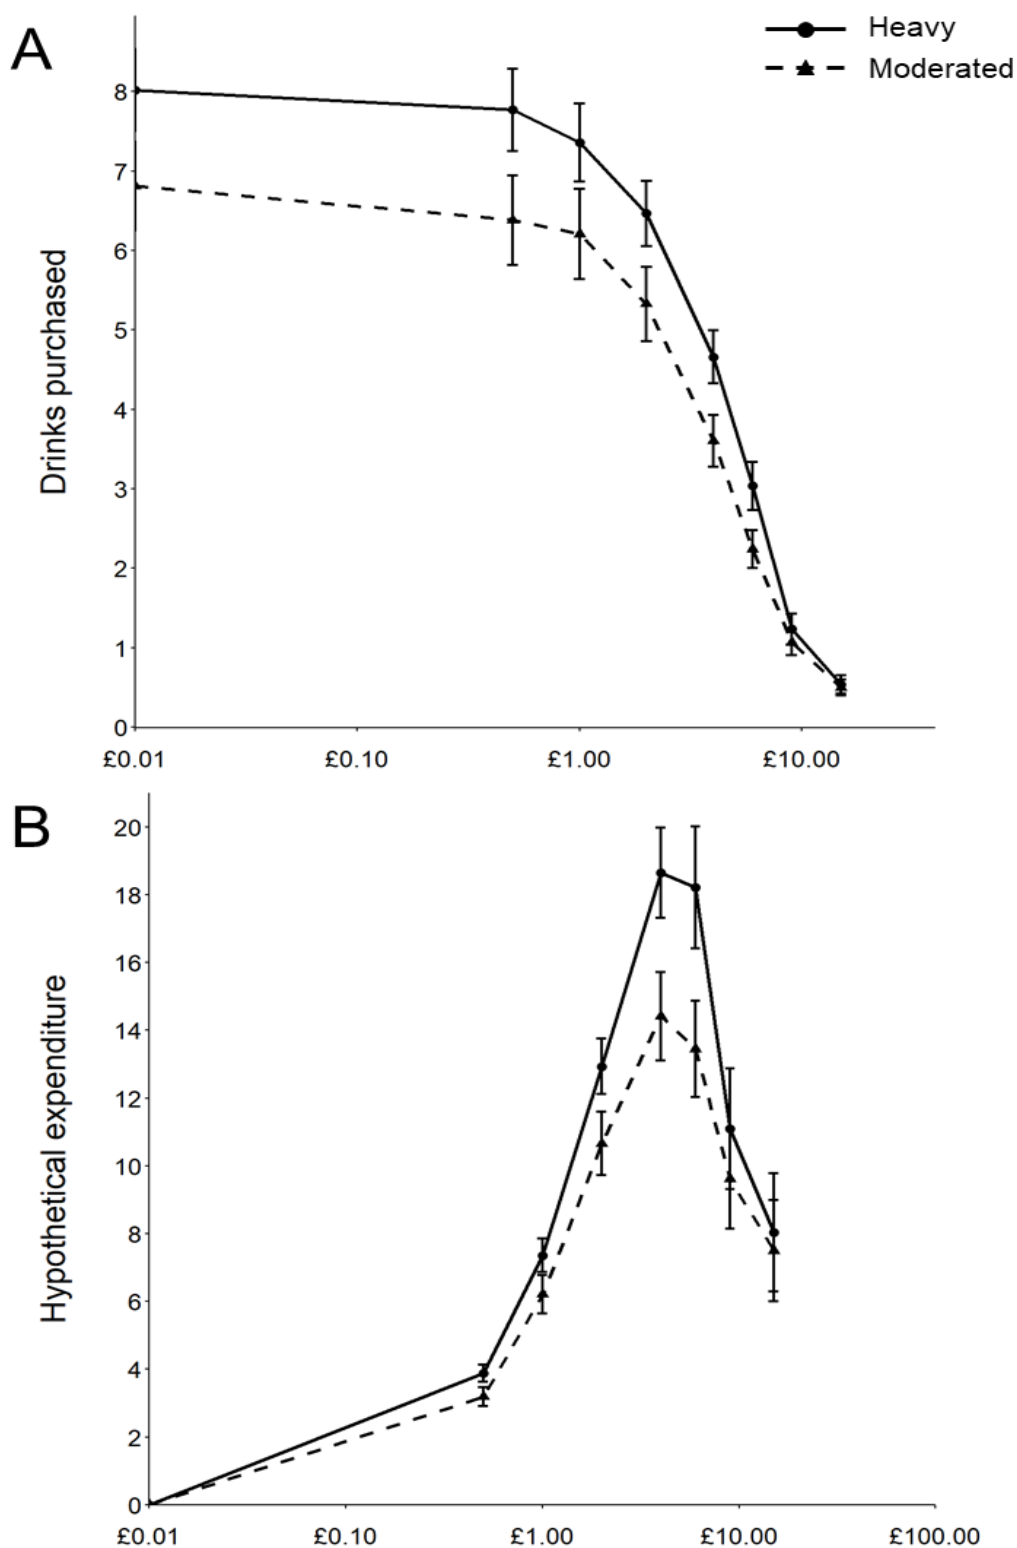 A
Heavy
Moderated
Drinks purchased
8
7
6
5
4
3
2
1
0
£0.01 £0.10 £1.00 £10.00
B
Hypothetical expenditure
20
18
16
14
12
10
8
6
4
2
0
£0.01 £0.10 £1.00 £10.00 £100.00